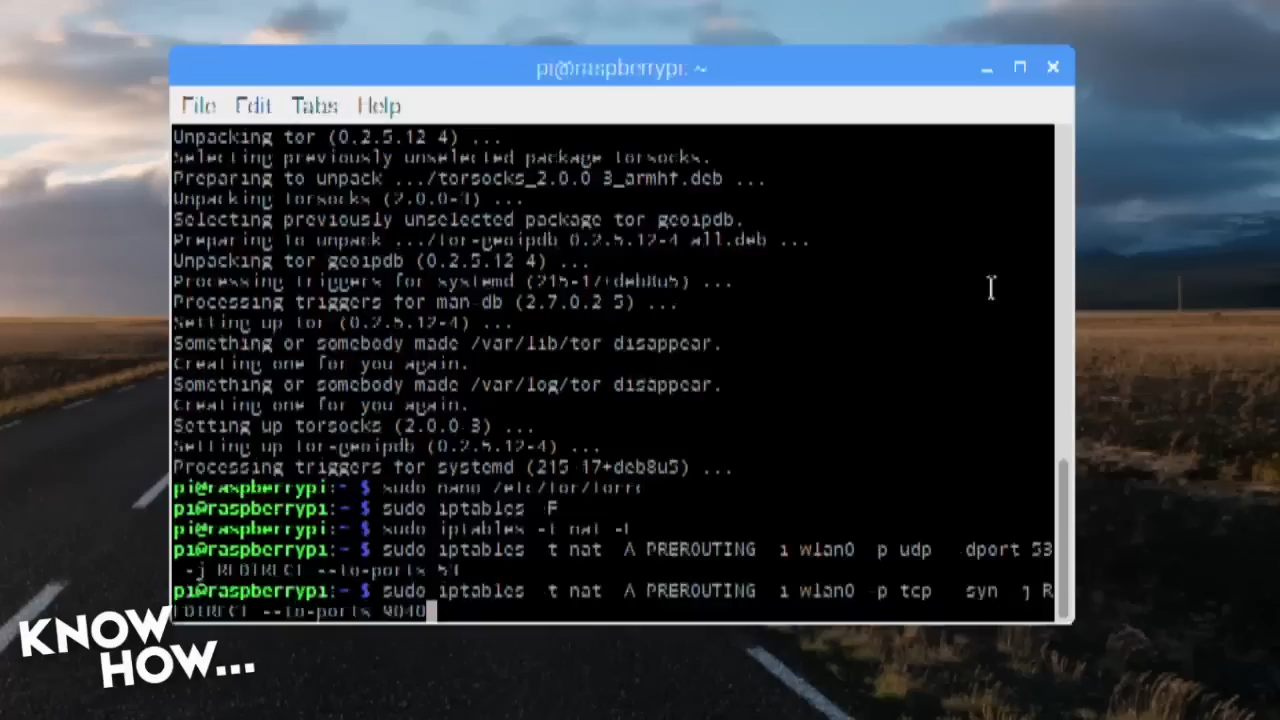 pi@raspberrypi: ~
File Edit Tabs Help
Unpacking tor (0.2.5.12-4) ...
Selecting previously unselected package torsocks.
Preparing to unpack .../torsocks_2.0.0-3_armhf.deb ...
Unpacking torsocks (2.0.0-3) ...
Selecting previously unselected package tor-geoipdb.
Preparing to unpack .../tor-geoipdb_0.2.5.12-4_all.deb ...
Unpacking tor-geoipdb (0.2.5.12-4) ...
Processing triggers for systemd (215-17+deb8u5) ...
Processing triggers for man-db (2.7.0.2-5) ...
Setting up tor (0.2.5.12-4) ...
Something or somebody made /var/lib/tor disappear.
Creating one for you again.
Something or somebody made /var/log/tor disappear.
Creating one for you again.
Setting up torsocks (2.0.0-3) ...
Setting up tor-geoipdb (0.2.5.12-4) ...
Processing triggers for systemd (215-17+deb8u5) ...
pi@raspberrypi:~ $ sudo nano /etc/tor/torrc
pi@raspberrypi:~ $ sudo iptables -F
pi@raspberrypi:~ $ sudo iptables -t nat -F
pi@raspberrypi:~ $ sudo iptables -t nat -A PREROUTING -i wlan0 -p udp --dport 53
-j REDIRECT --to-ports 53
pi@raspberrypi:~ $ sudo iptables -t nat -A PREROUTING -i wlan0 -p tcp --syn -j R
EDIRECT --to-ports 9040
KNOW
HOW...